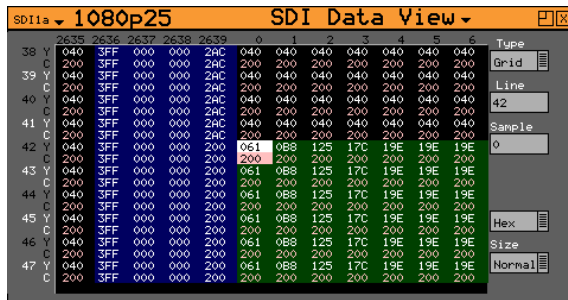 SDI1a 1080p25 SDI Data View
2635 2636 2637 2638 2639 0 1 2 3 4 5 6 Type
38 Y 040 3FF 000 000 2AC 040 040 040 040 040 040 040
C 200 3FF 000 000 2AC 200 200 200 200 200 200 200 Grid
39 Y 040 3FF 000 000 2AC 040 040 040 040 040 040 040
C 200 3FF 000 000 2AC 200 200 200 200 200 200 200 Line
40 Y 040 3FF 000 000 2AC 040 040 040 040 040 040 040 42
C 200 3FF 000 000 2AC 200 200 200 200 200 200 200
41 Y 040 3FF 000 000 2AC 040 040 040 040 040 040 040 Sample
C 200 3FF 000 000 2AC 200 200 200 200 200 200 200
42 Y 040 3FF 000 000 200 061 0B8 125 17C 19E 19E 19E 0
C 200 3FF 000 000 200 200 200 200 200 200 200 200
43 Y 040 3FF 000 000 200 061 0B8 125 17C 19E 19E 19E
C 200 3FF 000 000 200 200 200 200 200 200 200 200
44 Y 040 3FF 000 000 200 061 0B8 125 17C 19E 19E 19E
C 200 3FF 000 000 200 200 200 200 200 200 200 200
45 Y 040 3FF 000 000 200 061 0B8 125 17C 19E 19E 19E Hex
C 200 3FF 000 000 200 200 200 200 200 200 200 200
46 Y 040 3FF 000 000 200 061 0B8 125 17C 19E 19E 19E Size
C 200 3FF 000 000 200 200 200 200 200 200 200 200
47 Y 040 3FF 000 000 200 061 0B8 125 17C 19E 19E 19E Normal
C 200 3FF 000 000 200 200 200 200 200 200 200 200